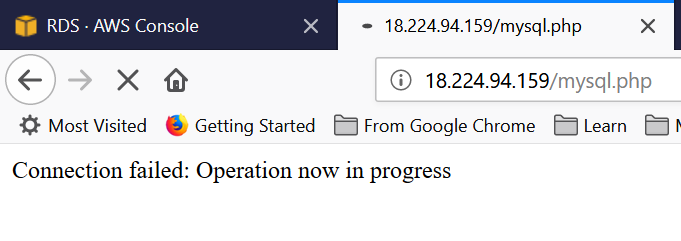 RDS · AWS Console
18.224.94.159/mysql.php
18.224.94.159/mysql.php
Most Visited Getting Started From Google Chrome Learn
Connection failed: Operation now in progress